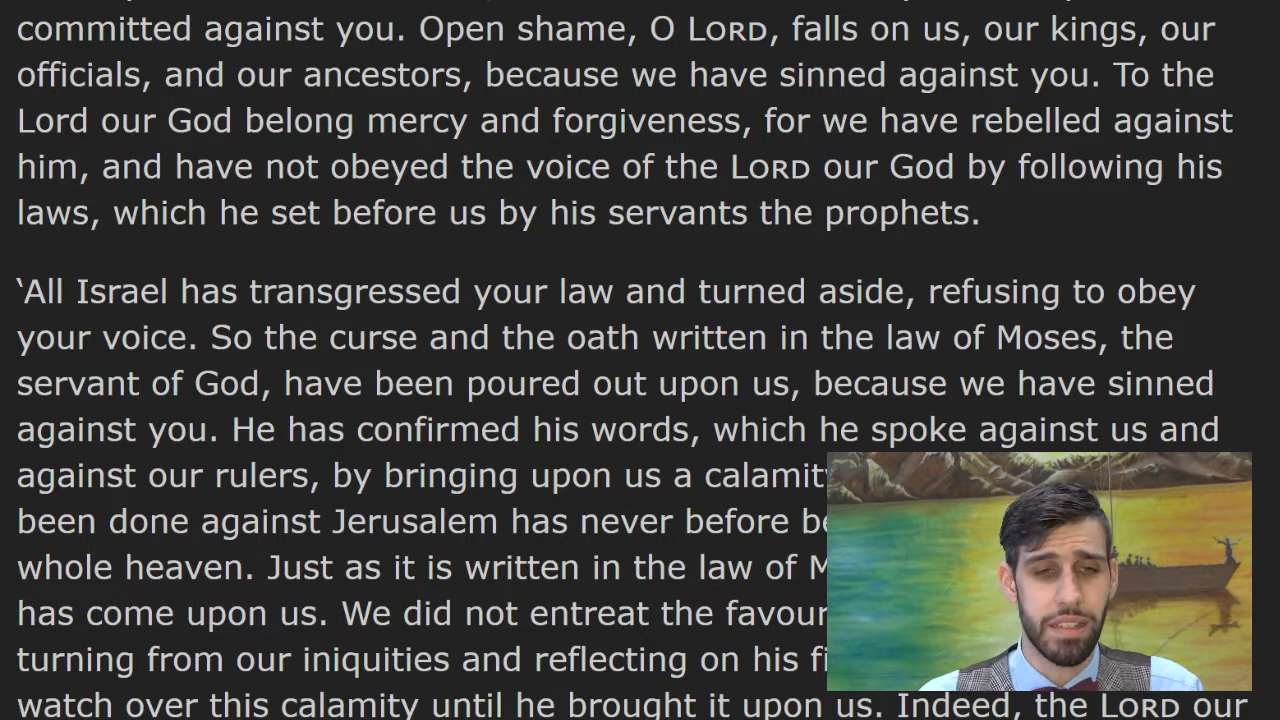 committed against you. Open shame, O LORD, falls on us, our kings, our
officials, and our ancestors, because we have sinned against you. To the
Lord our God belong mercy and forgiveness, for we have rebelled against
him, and have not obeyed the voice of the LORD our God by following his
laws, which he set before us by his servants the prophets.
‘All Israel has transgressed your law and turned aside, refusing to obey
your voice. So the curse and the oath written in the law of Moses, the
servant of God, have been poured out upon us, because we have sinned
against you. He has confirmed his words, which he spoke against us and
against our rulers, by bringing upon us a calamity
been done against Jerusalem has never before
whole heaven. Just as it is written in the law of
has come upon us. We did not entreat the favour
turning from our iniquities and reflecting on his
watch over this calamity until he brought it upon us. Indeed, the LORD our